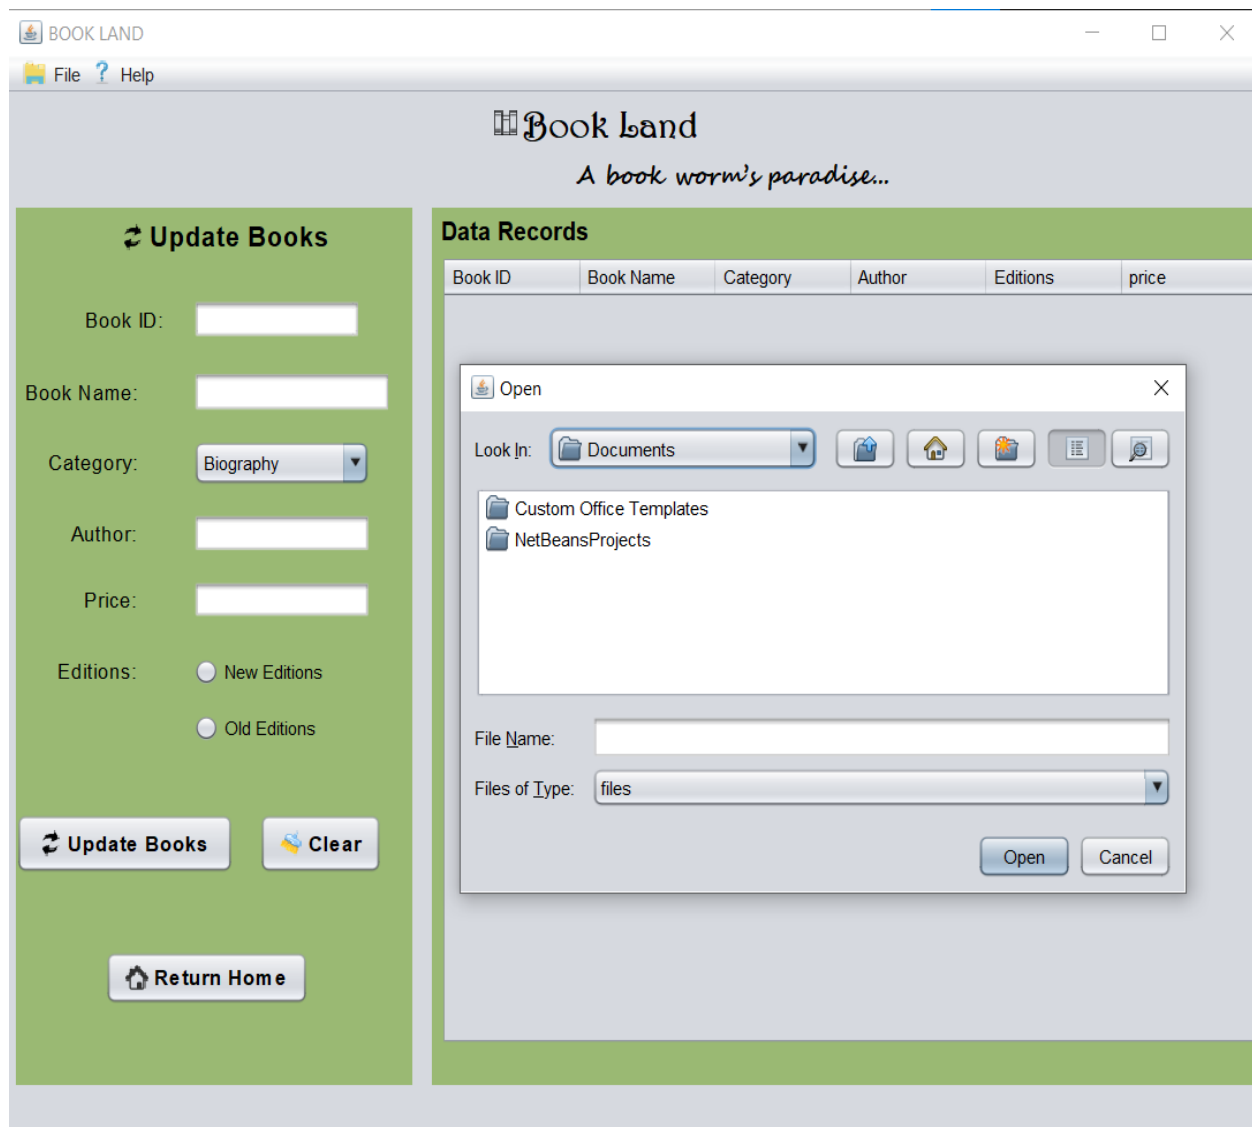 BOOK LAND
File Help
Book Land
A book worm's paradise...
Update Books
Book ID:
Book Name:
Category: Biography
Author:
Price:
Editions: New Editions
Old Editions
Update Books Clear
Return Home
Data Records
Book ID Book Name Category Author Editions price
Open
Look In: Documents
Custom Office Templates
NetBeansProjects
File Name:
Files of Type: files
Open Cancel